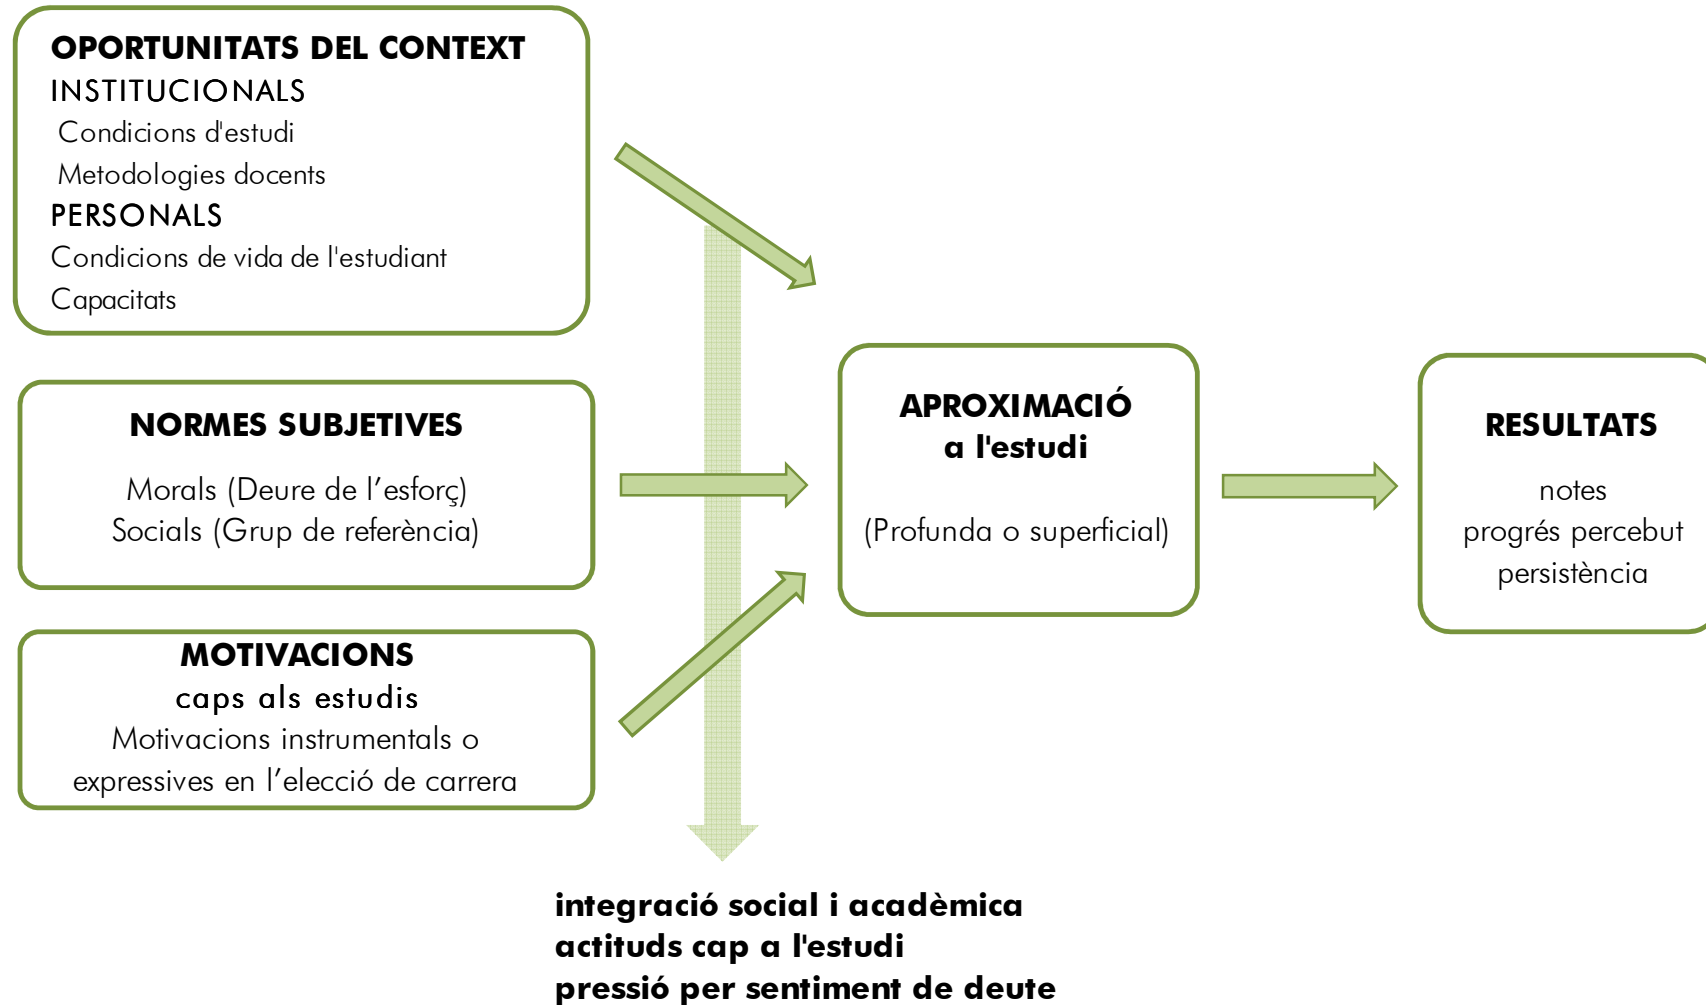 OPORTUNITATS DEL CONTEXT
INSTITUCIONALS
Condicions d'estudi
Metodologies docents
PERSONALS
Condicions de vida de l'estudiant
Capacitats
NORMES SUBJETIVES
Morals (Deure de l’esforç)
Socials (Grup de referència)
MOTIVACIONS
caps als estudis
Motivacions instrumentals o
expressives en l’elecció de carrera
APROXIMACIÓ
a l'estudi
(Profunda o superficial)
RESULTATS
notes
progrés percebut
persistència
integració social i acadèmica
actituds cap a l'estudi
pressió per sentiment de deute